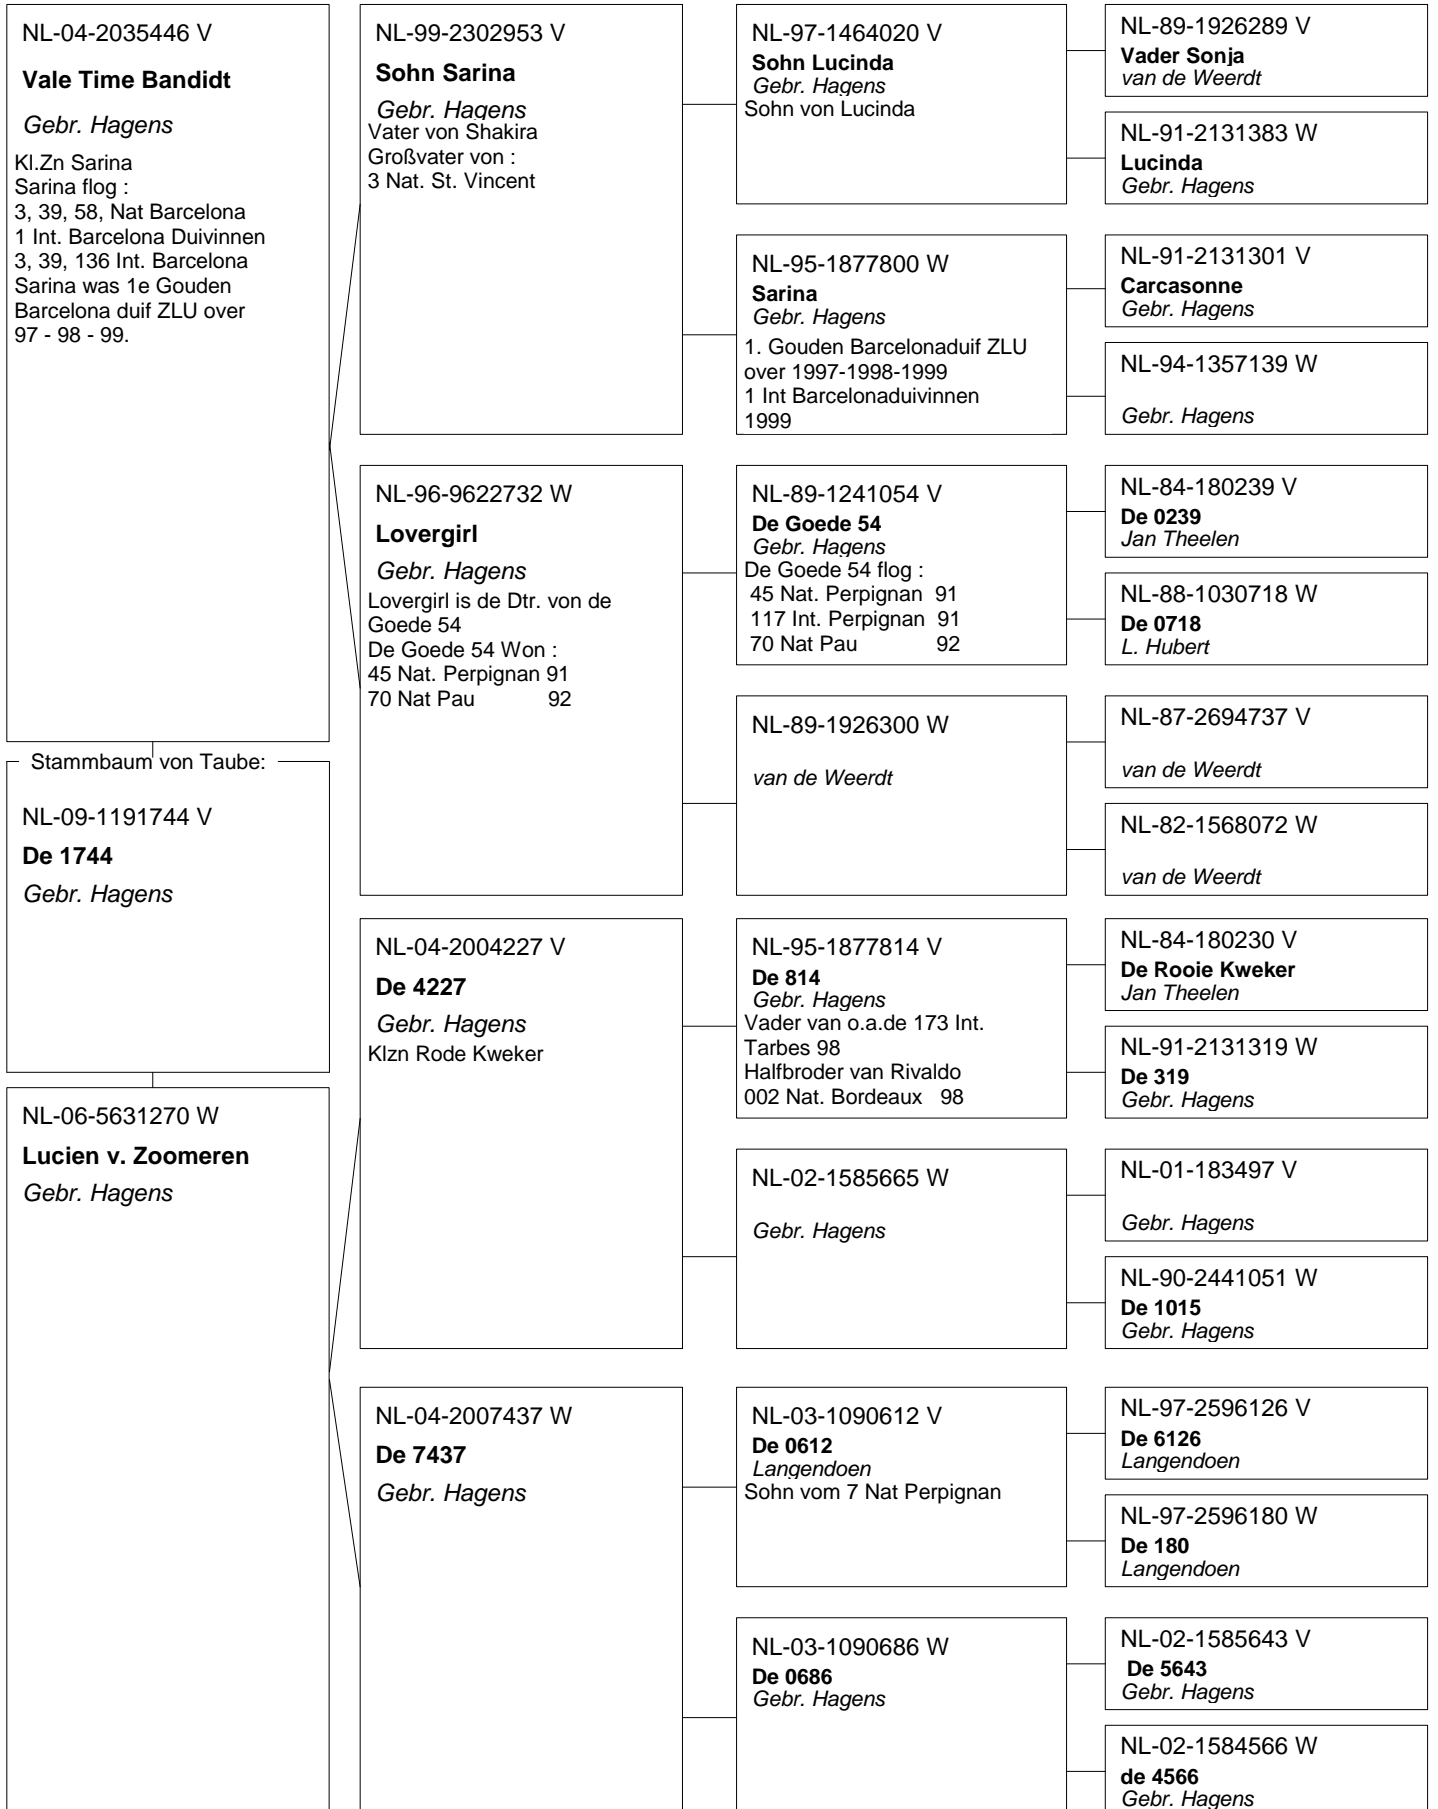 NL-04-2035446 V
Vale Time Bandidt
Gebr. Hagens
Kl.Zn Sarina
Sarina flog :
3, 39, 58, Nat Barcelona
1 Int. Barcelona Duivinnen
3, 39, 136 Int. Barcelona
Sarina was 1e Gouden
Barcelona duif ZLU over
97 - 98 - 99.
Stammbaum von Taube:
NL-09-1191744 V
De 1744
Gebr. Hagens
NL-06-5631270 W
Lucien v. Zoomeren
Gebr. Hagens
NL-99-2302953 V
Sohn Sarina
Gebr. Hagens
Vater von Shakira
Großvater von :
3 Nat. St. Vincent
NL-96-9622732 W
Lovergirl
Gebr. Hagens
Lovergirl is de Dtr. von de
Goede 54
De Goede 54 Won :
45 Nat. Perpignan 91
70 Nat Pau 92
NL-04-2004227 V
De 4227
Gebr. Hagens
Klzn Rode Kweker
NL-04-2007437 W
De 7437
Gebr. Hagens
NL-97-1464020 V
Sohn Lucinda
Gebr. Hagens
Sohn von Lucinda
NL-95-1877800 W
Sarina
Gebr. Hagens
1. Gouden Barcelonaduif ZLU
over 1997-1998-1999
1 Int Barcelonaduivinnen
1999
NL-89-1241054 V
De Goede 54
Gebr. Hagens
De Goede 54 flog :
45 Nat. Perpignan 91
117 Int. Perpignan 91
70 Nat Pau 92
NL-89-1926300 W
van de Weerdt
NL-95-1877814 V
De 814
Gebr. Hagens
Vader van o.a.de 173 Int.
Tarbes 98
Halfbroder van Rivaldo
002 Nat. Bordeaux 98
NL-02-1585665 W
Gebr. Hagens
NL-03-1090612 V
De 0612
Langendoen
Sohn vom 7 Nat Perpignan
NL-03-1090686 W
De 0686
Gebr. Hagens
NL-89-1926289 V
Vader Sonja
van de Weerdt
NL-91-2131383 W
Lucinda
Gebr. Hagens
NL-91-2131301 V
Carcasonne
Gebr. Hagens
NL-94-1357139 W
Gebr. Hagens
NL-84-180239 V
De 0239
Jan Theelen
NL-88-1030718 W
De 0718
L. Hubert
NL-87-2694737 V
van de Weerdt
NL-82-1568072 W
van de Weerdt
NL-84-180230 V
De Rooie Kweker
Jan Theelen
NL-91-2131319 W
De 319
Gebr. Hagens
NL-01-183497 V
Gebr. Hagens
NL-90-2441051 W
De 1015
Gebr. Hagens
NL-97-2596126 V
De 6126
Langendoen
NL-97-2596180 W
De 180
Langendoen
NL-02-1585643 V
De 5643
Gebr. Hagens
NL-02-1584566 W
de 4566
Gebr. Hagens